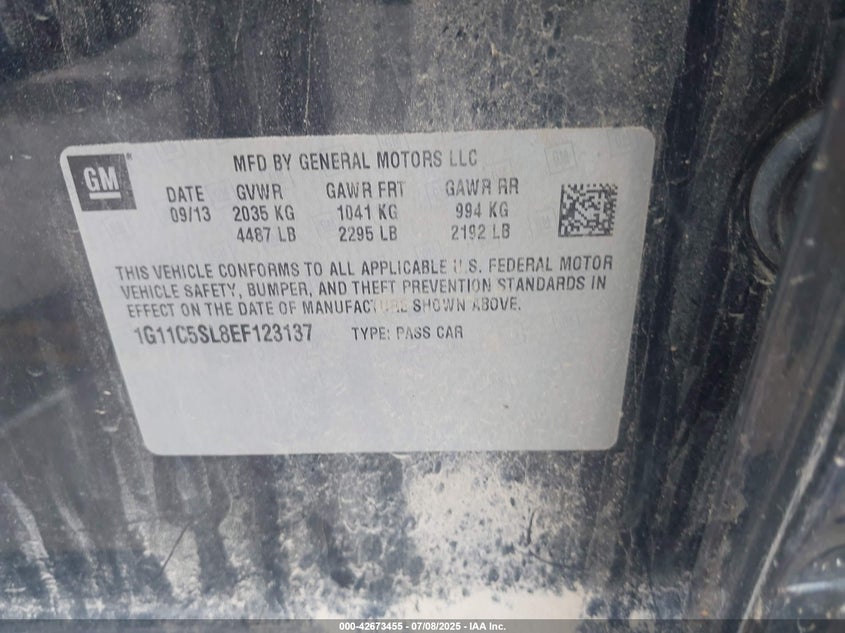 GM
MFD BY GENERAL MOTORS LLC
DATE GVWR GAWR FRT GAWR RR
09/13 2035 KG 1041 KG 994 KG
4487 LB 2295 LB 2192 LB
THIS VEHICLE CONFORMS TO ALL APPLICABLE U.S. FEDERAL MOTOR
VEHICLE SAFETY, BUMPER, AND THEFT PREVENTION STANDARDS IN
EFFECT ON THE DATE OF MANUFACTURE SHOWN ABOVE.
1G11C5SL8EF123137 TYPE: PASS CAR
000-42673455 - 07/08/2025 - IAA Inc.